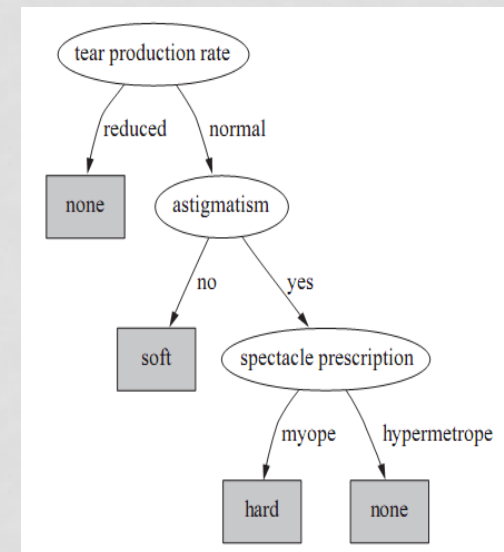 tear production rate
reduced
normal
none
astigmatism
no
yes
soft
spectacle prescription
myope
hypermetrope
hard
none